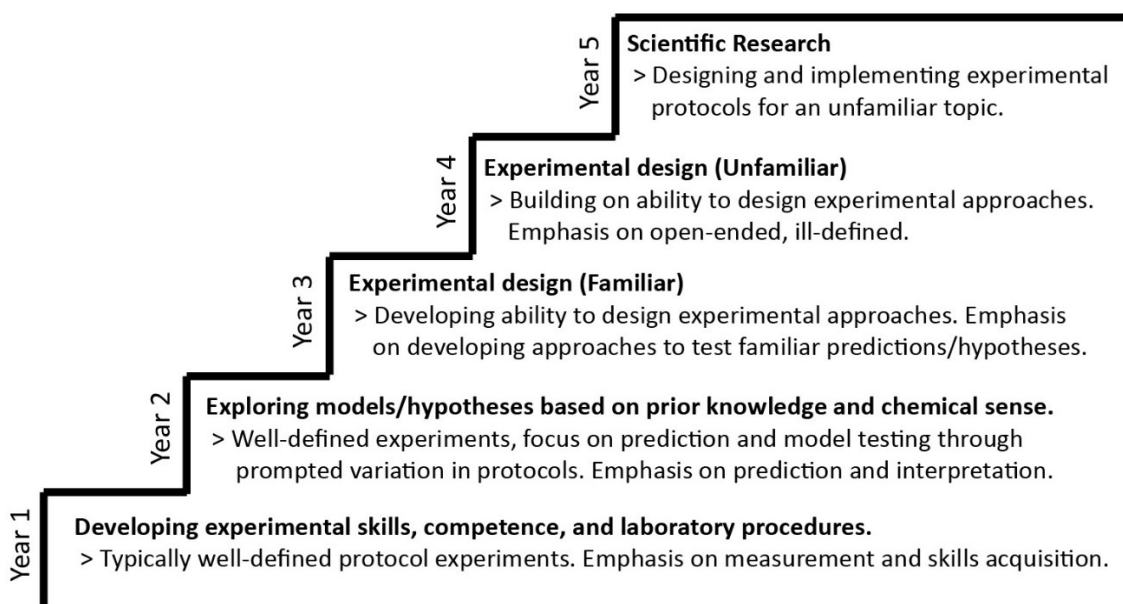 Year 5
Scientific Research
> Designing and implementing experimental
protocols for an unfamiliar topic.
Year 4
Experimental design (Unfamiliar)
> Building on ability to design experimental approaches.
Emphasis on open-ended, ill-defined.
Year 3
Experimental design (Familiar)
> Developing ability to design experimental approaches. Emphasis
on developing approaches to test familiar predictions/hypotheses.
Year 2
Exploring models/hypotheses based on prior knowledge and chemical sense.
> Well-defined experiments, focus on prediction and model testing through
prompted variation in protocols. Emphasis on prediction and interpretation.
Year 1
Developing experimental skills, competence, and laboratory procedures.
> Typically well-defined protocol experiments. Emphasis on measurement and skills acquisition.